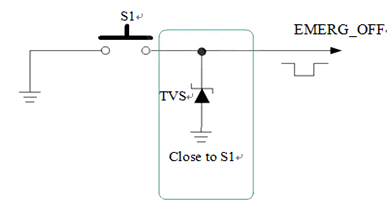 S1
EMERG_OFF
TVS
Close to S1